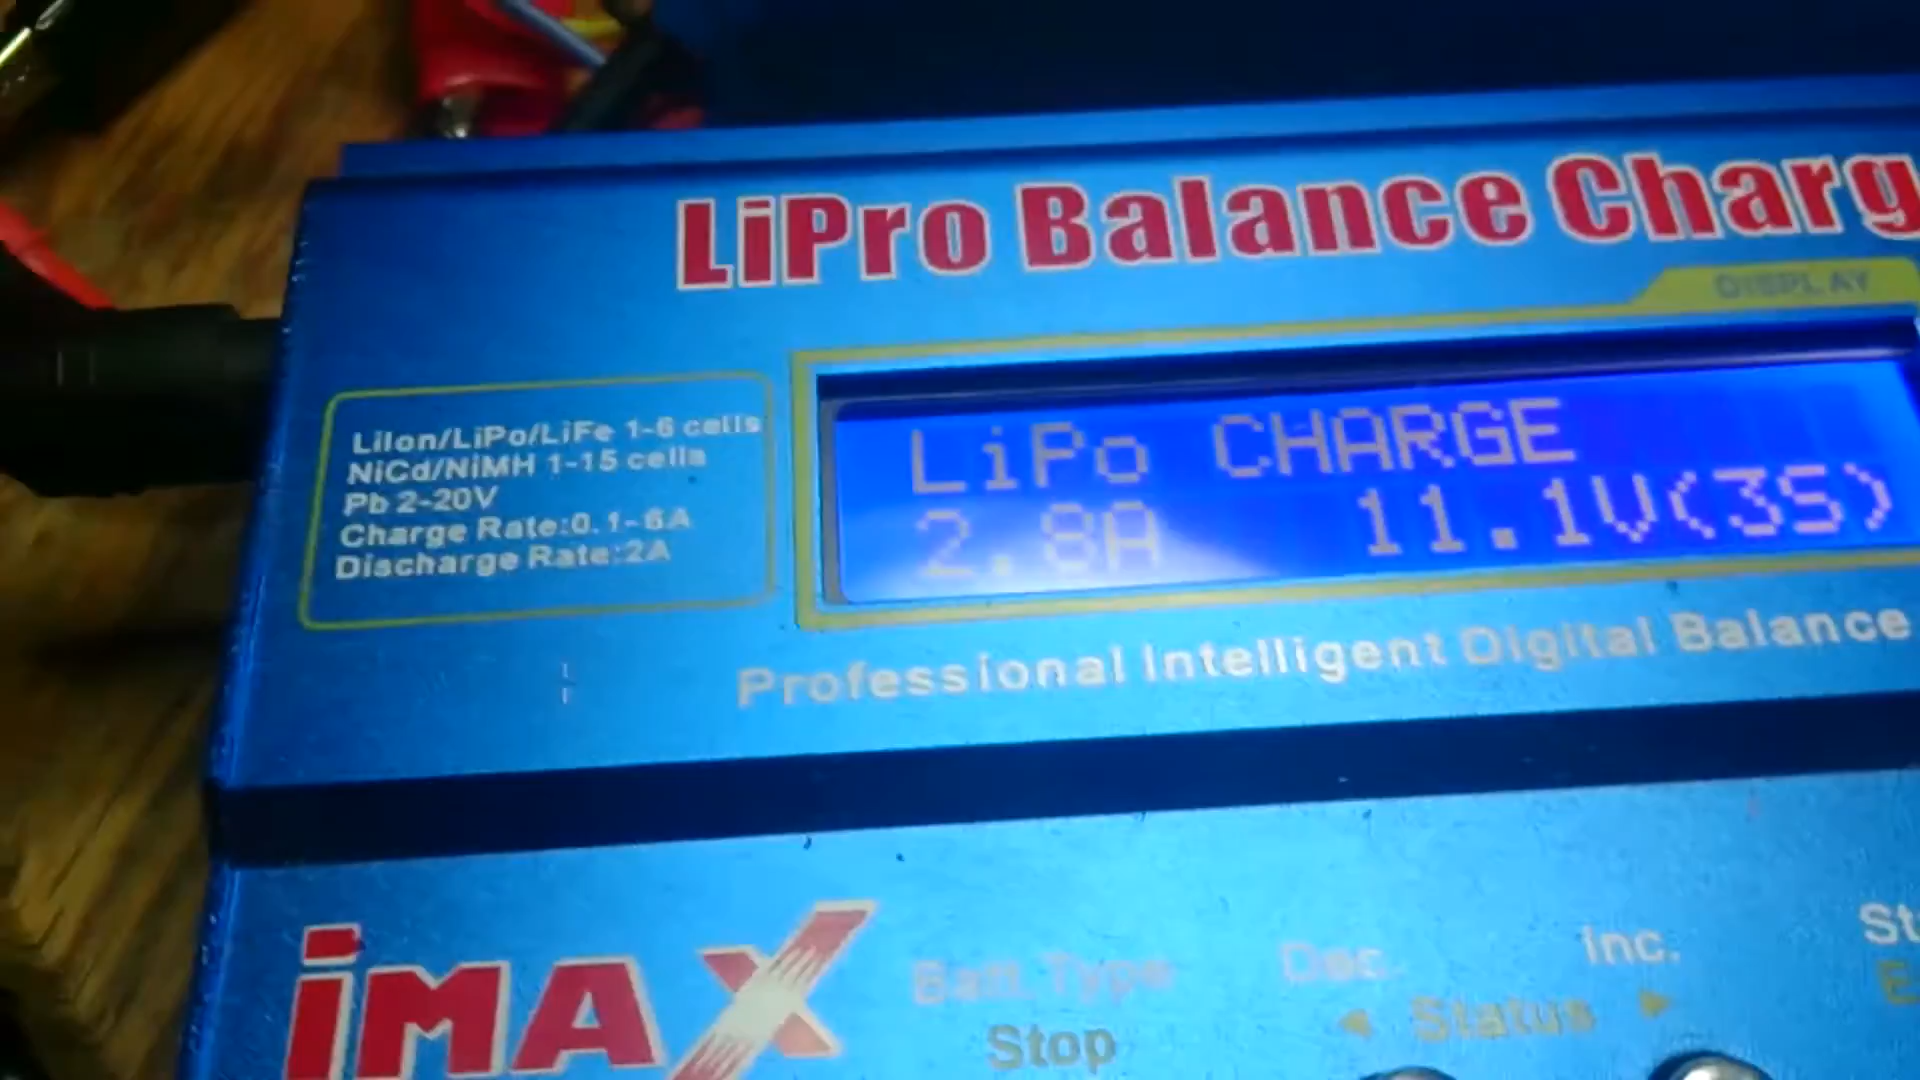 LiPro Balance Charg
DISPLAY
LiIon/LiPo/LiFe 1-6 cells
NiCd/NiMH 1-15 cells
Pb 2-20V
Charge Rate:0.1-6A
Discharge Rate:2A
LiPo CHARGE
2.8A 11.1V(3S)
Professional Intelligent Digital Balance
iMAX
Batt.Type
Dec.
Inc.
St
Stop
◄ Status ►
E